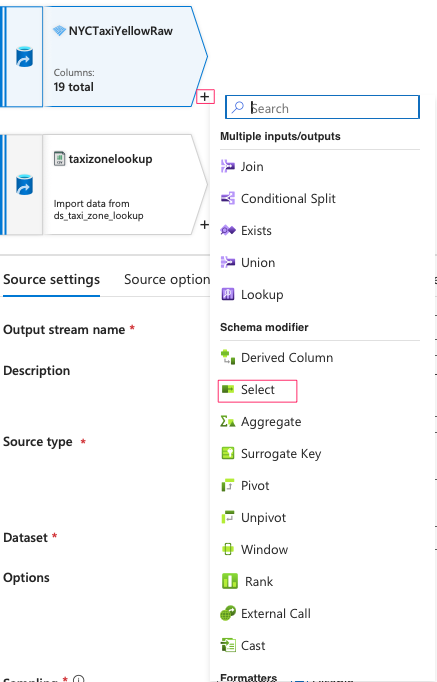 NYCTaxiYellowRaw
Columns:
19 total
+
Search
Multiple inputs/outputs
taxizonelookup
Join
Conditional Split
Import data from
ds_taxi_zone_lookup
+
Exists
Union
Source settings
Source option
Lookup
Schema modifier
Output stream name *
Derived Column
Description
Select
Aggregate
Source type *
Surrogate Key
Pivot
Unpivot
Dataset *
Window
Options
Rank
External Call
Cast
Formatters
Sampling *